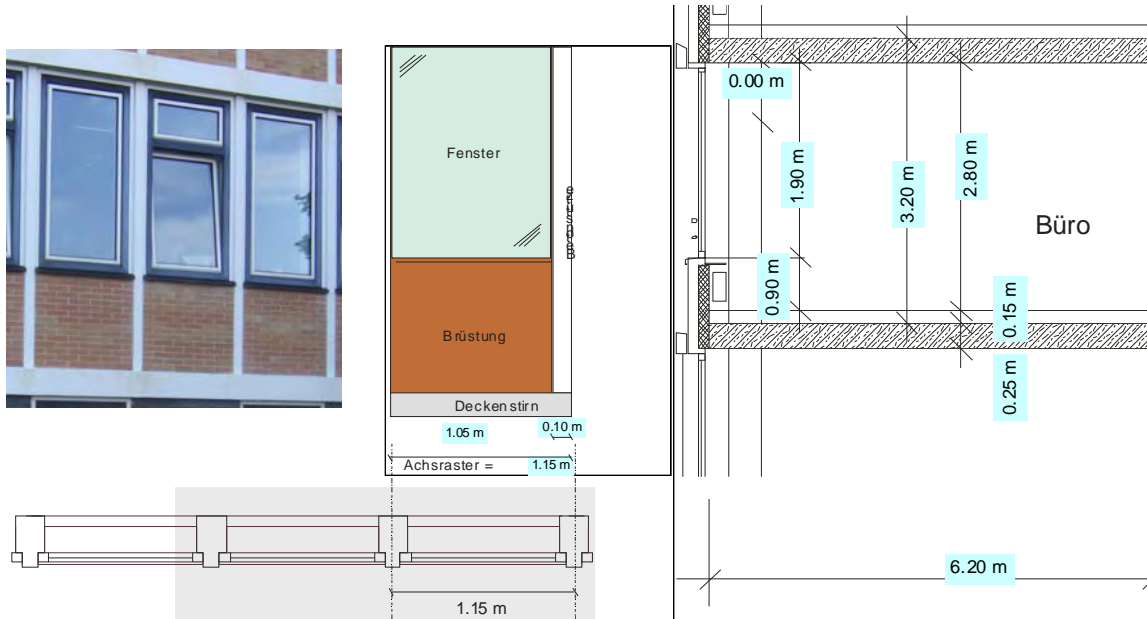 Fenster
Brüstung
Deckenstirn
1.05 m
0.10 m
Achsraster =
1.15 m
1.15 m
0.00 m
1.90 m
3.20 m
2.80 m
Büro
0.90 m
0.15 m
0.25 m
6.20 m